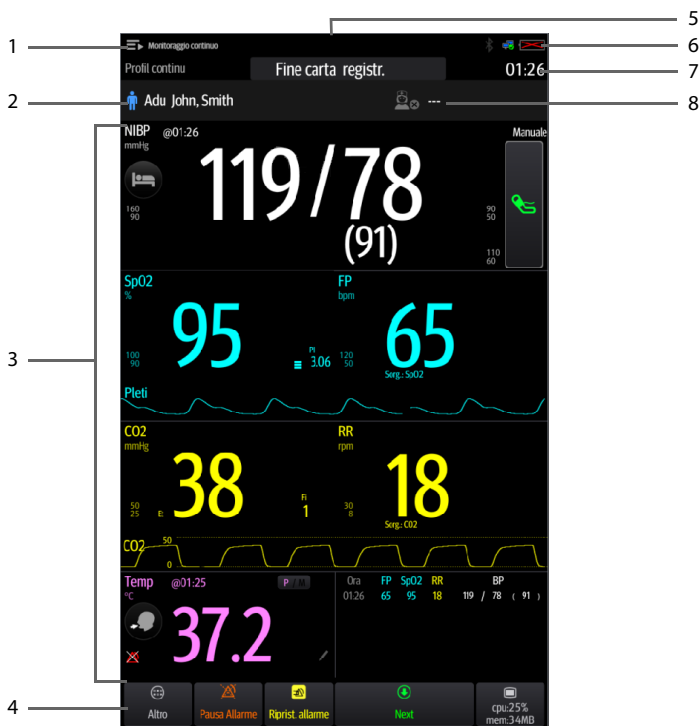 5
1
Monitoraggio continuo
6
Profil continu
Fine carta registr.
01:26
7
2
Adu John, Smith
---
8
NIBP @01:26
Manuale
mmHg
119/78
(91)
160
90
90
50
110
60
3
SpO2
%
FP
bpm
95
65
100
90
PI
3.06
120
50
Sorg.: SpO2
Pleti
CO2
mmHg
RR
rpm
38
18
50
25
Et
Fi
1
30
8
Sorg.: CO2
CO2
50
0
Temp @01:25
P / M
°C
37.2
Ora FP SpO2 RR BP
01:26 65 95 18 119 / 78 ( 91 )
4
Altro
Pausa Allarme
Riprist. allarme
Next
cpu:25%
mem:34MB